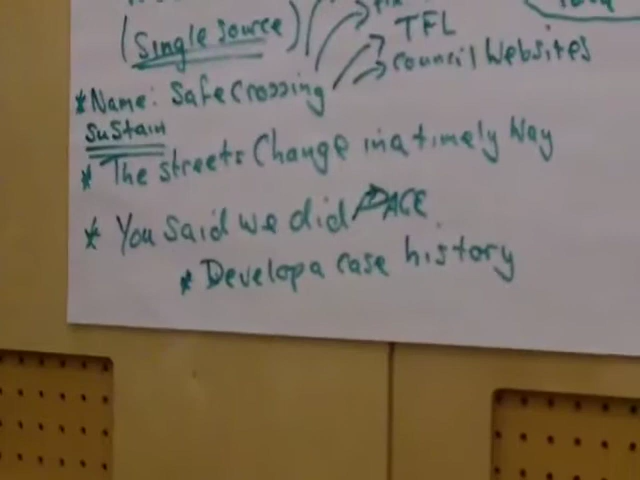 (Single source)
TFL
council websites
* Name: Safe Crossing
Sustain
* The streets Change in a timely way
* You said we did PAGE
* Develop a case history